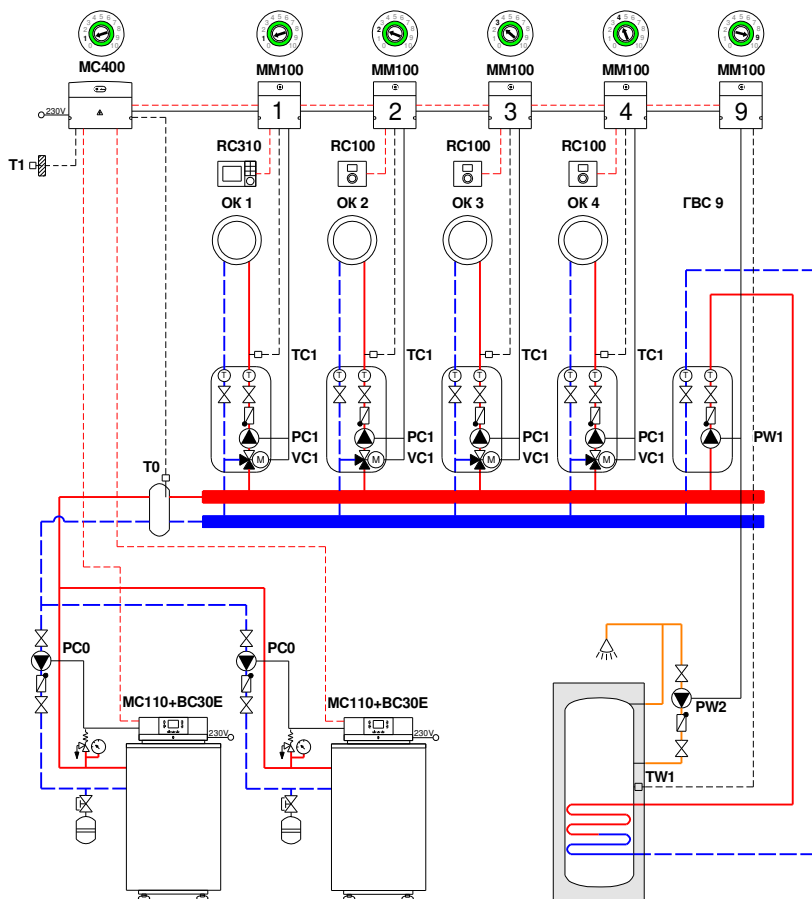 MC400 MM100 MM100 MM100 MM100 MM100
230V 1 2 3 4 9
T1 RC310 RC100 RC100 RC100
ОК 1 ОК 2 ОК 3 ОК 4 ГВС 9
TC1 TC1 TC1 TC1
T T T T T T T T T T
PC1 PC1 PC1 PC1 PW1
M VC1 M VC1 M VC1 M VC1
T0
PC0 PC0
MC110+BC30E MC110+BC30E PW2
230V 230V
TW1